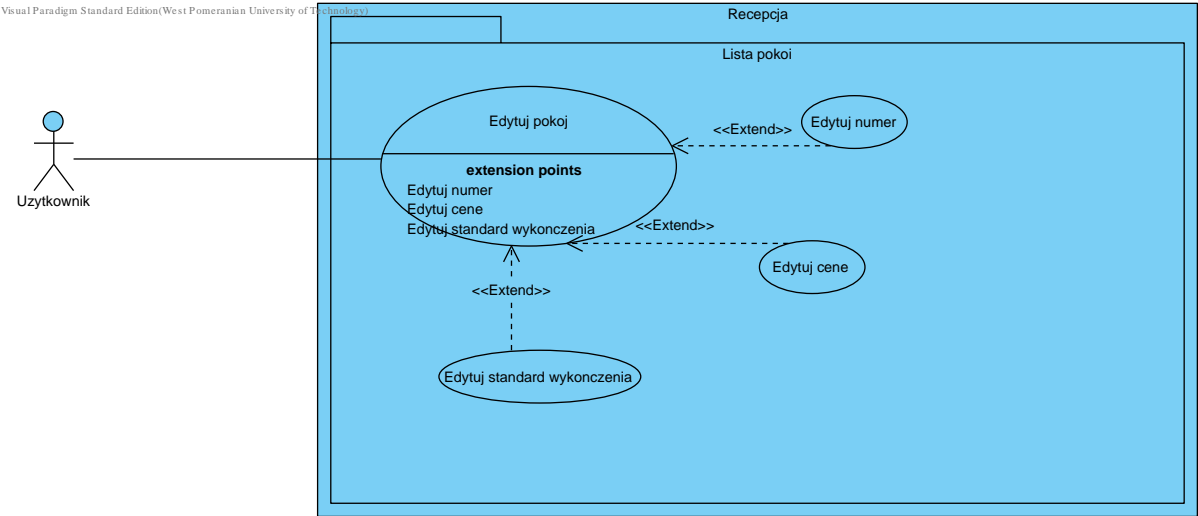 Visual Paradigm Standard Edition(West Pomeranian University of Technology)
Recepcja
Lista pokoi
Edytuj pokoj
<<Extend>>
Edytuj numer
extension points
Edytuj numer
Edytuj cene
Edytuj standard wykonczenia
Uzytkownik
<<Extend>>
Edytuj cene
<<Extend>>
Edytuj standard wykonczenia